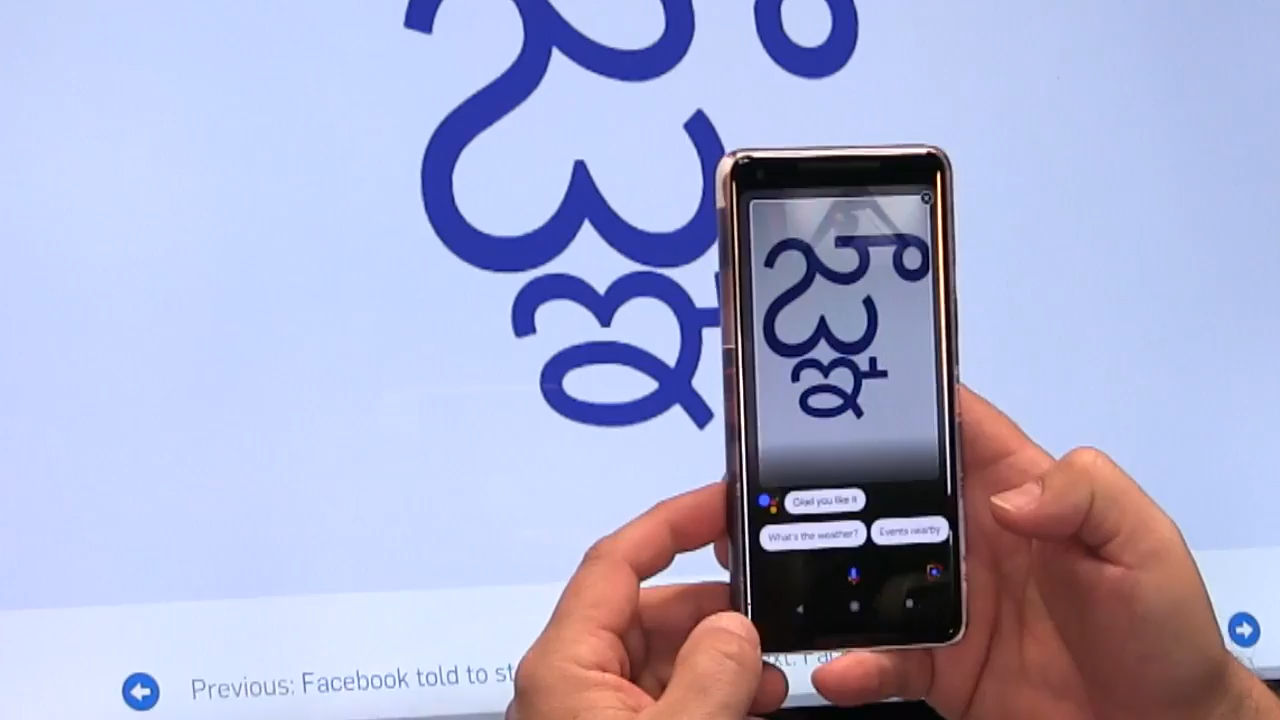 జ్ఞా
జ్ఞా
Glad you like it
What's the weather? Events nearby
Previous: Facebook told to